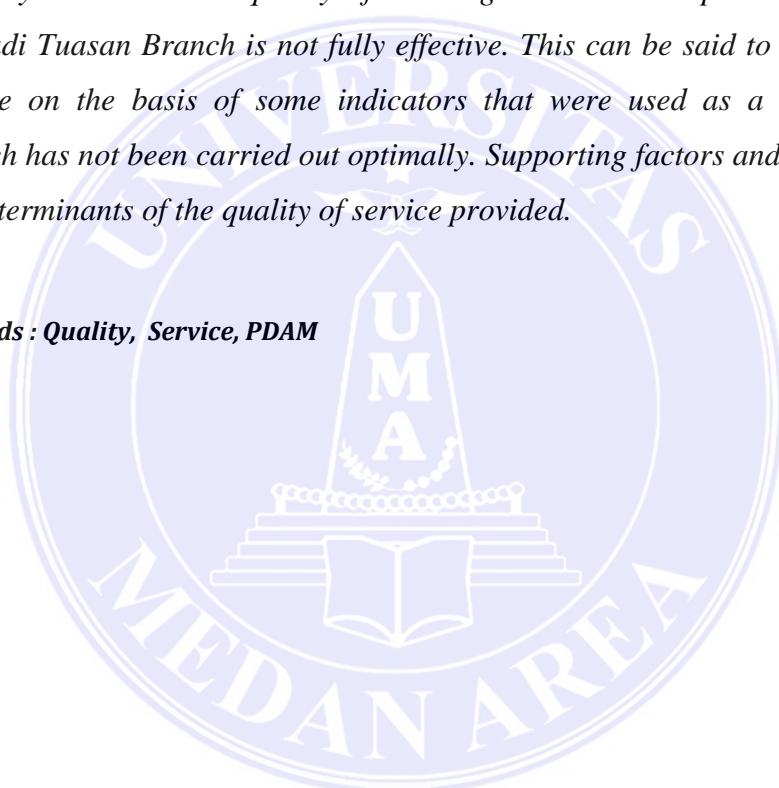 adi Tuasan Branch is not fully effective. This can be said to
e on the basis of some indicators that were used as a
h has not been carried out optimally. Supporting factors and
terminants of the quality of service provided.
ds : Quality, Service, PDAM
UNIVERSITAS
UMA
MEDAN AREA